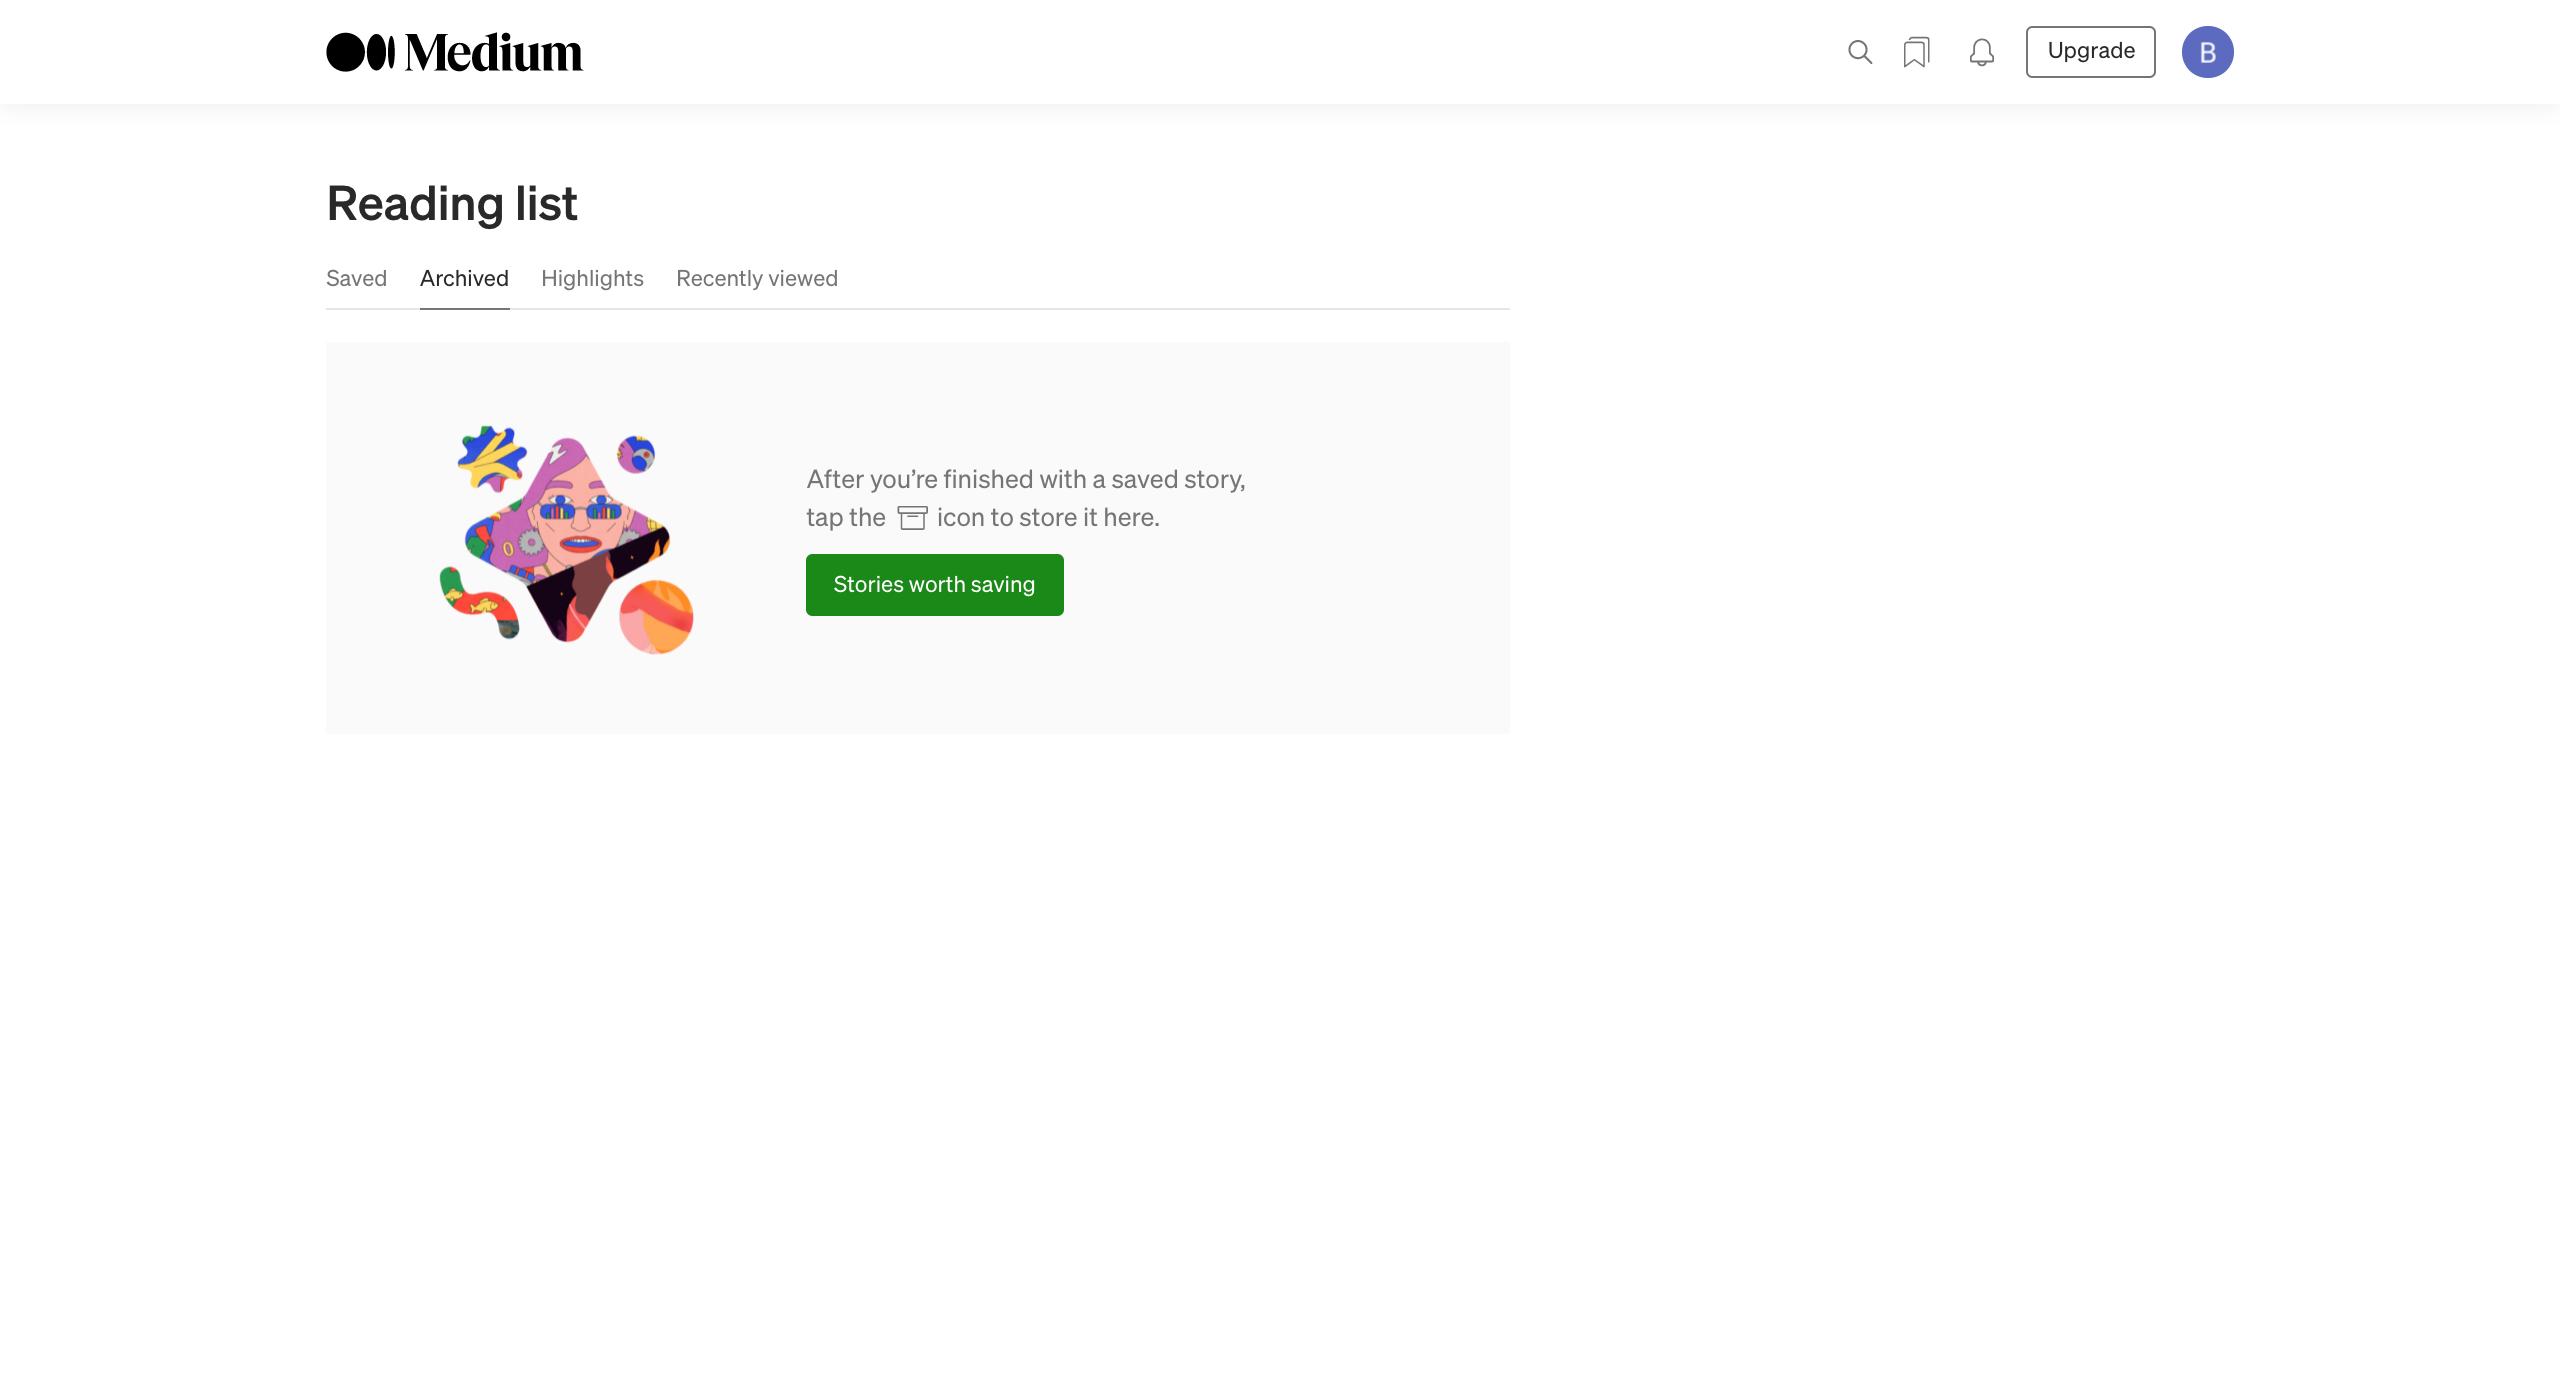 Medium
Upgrade
B
Reading list
Saved
Archived
Highlights
Recently viewed
After you’re finished with a saved story,
tap the icon to store it here.
Stories worth saving